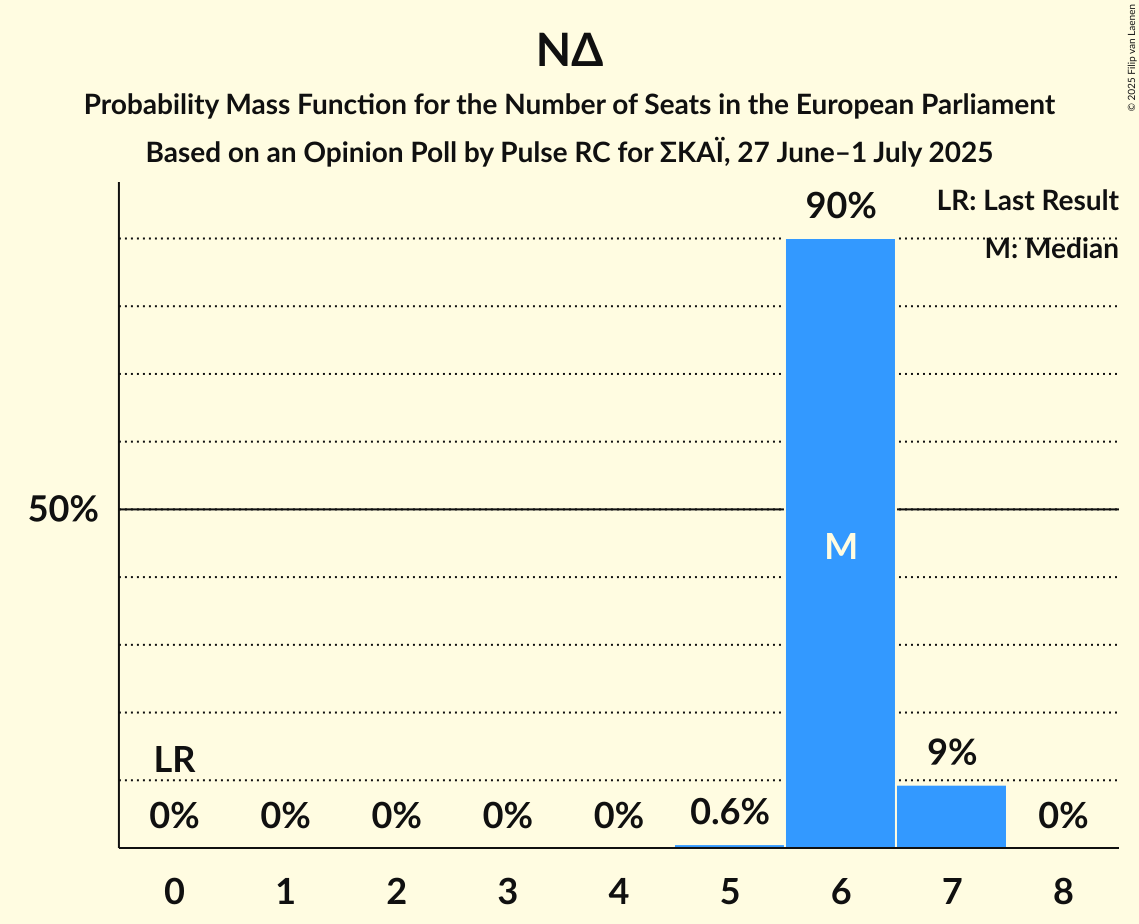 NΔ
Probability Mass Function for the Number of Seats in the European Parliament
Based on an Opinion Poll by Pulse RC for ΣΚΑΪ, 27 June–1 July 2025
© 2025 Filip van Laenen
LR: Last Result
M: Median
90%
50%
M
LR
9%
0% 0% 0% 0% 0% 0.6% 0%
0 1 2 3 4 5 6 7 8